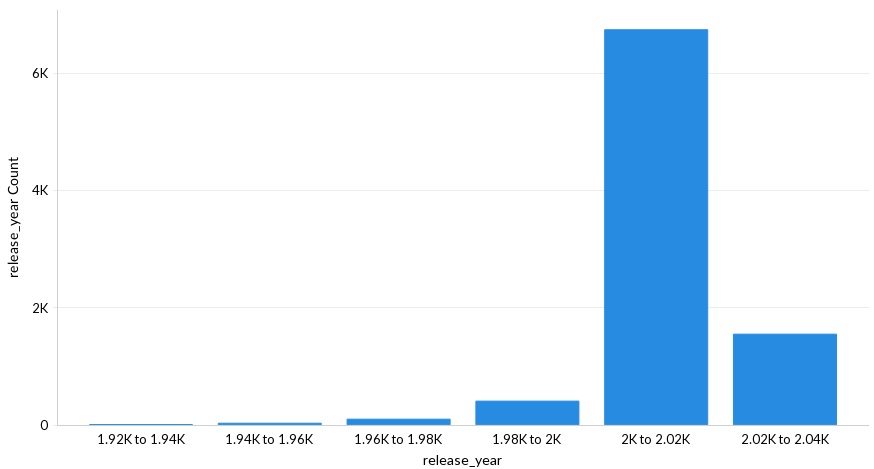 release_year Count
6K
4K
2K
0
1.92K to 1.94K
1.94K to 1.96K
1.96K to 1.98K
1.98K to 2K
2K to 2.02K
2.02K to 2.04K
release_year